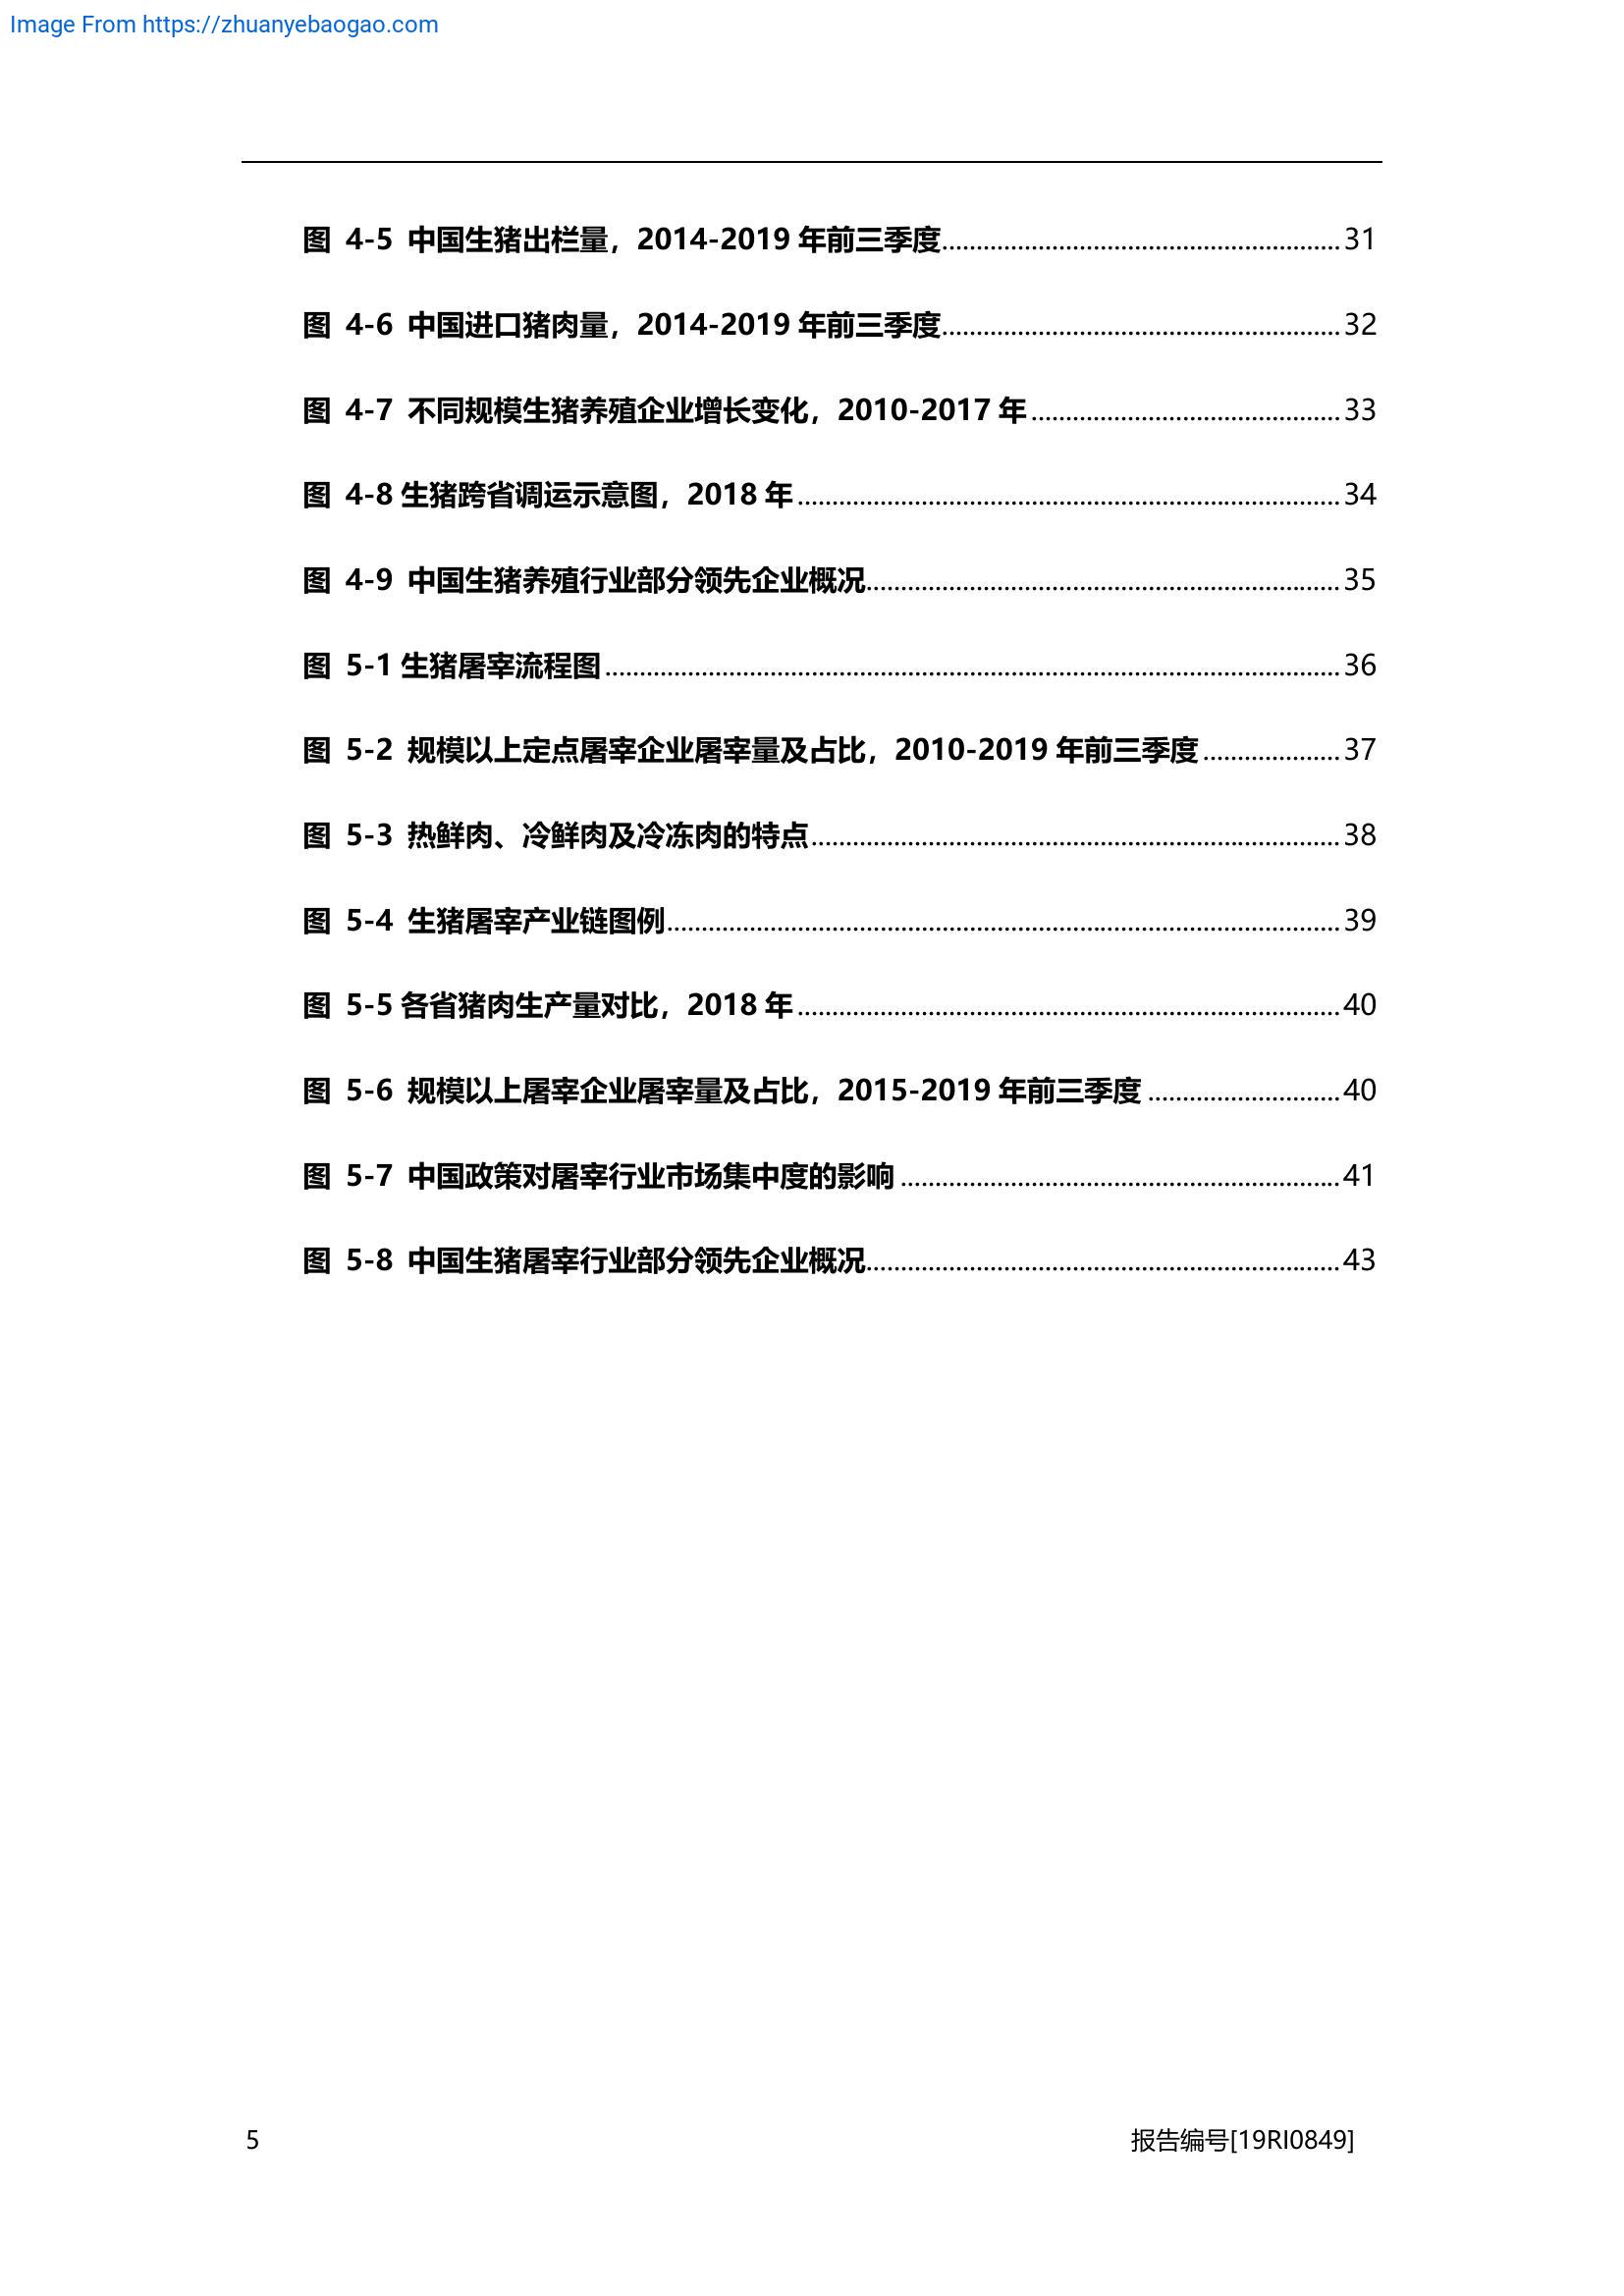 Image From https://zhuanyebaogao.com
图 4-5 中国生猪出栏量，2014-2019 年前三季度........................................................31
图 4-6 中国进口猪肉量，2014-2019 年前三季度........................................................32
图 4-7 不同规模生猪养殖企业增长变化，2010-2017 年............................................33
图 4-8 生猪跨省调运示意图，2018 年..............................................................................34
图 4-9 中国生猪养殖行业部分领先企业概况....................................................................35
图 5-1 生猪屠宰流程图..........................................................................................................36
图 5-2 规模以上定点屠宰企业屠宰量及占比，2010-2019 年前三季度....................37
图 5-3 热鲜肉、冷鲜肉及冷冻肉的特点............................................................................38
图 5-4 生猪屠宰产业链图例.................................................................................................39
图 5-5 各省猪肉生产量对比，2018 年..............................................................................40
图 5-6 规模以上屠宰企业屠宰量及占比，2015-2019 年前三季度............................40
图 5-7 中国政策对屠宰行业市场集中度的影响...............................................................41
图 5-8 中国生猪屠宰行业部分领先企业概况....................................................................43
5 报告编号[19RI0849]